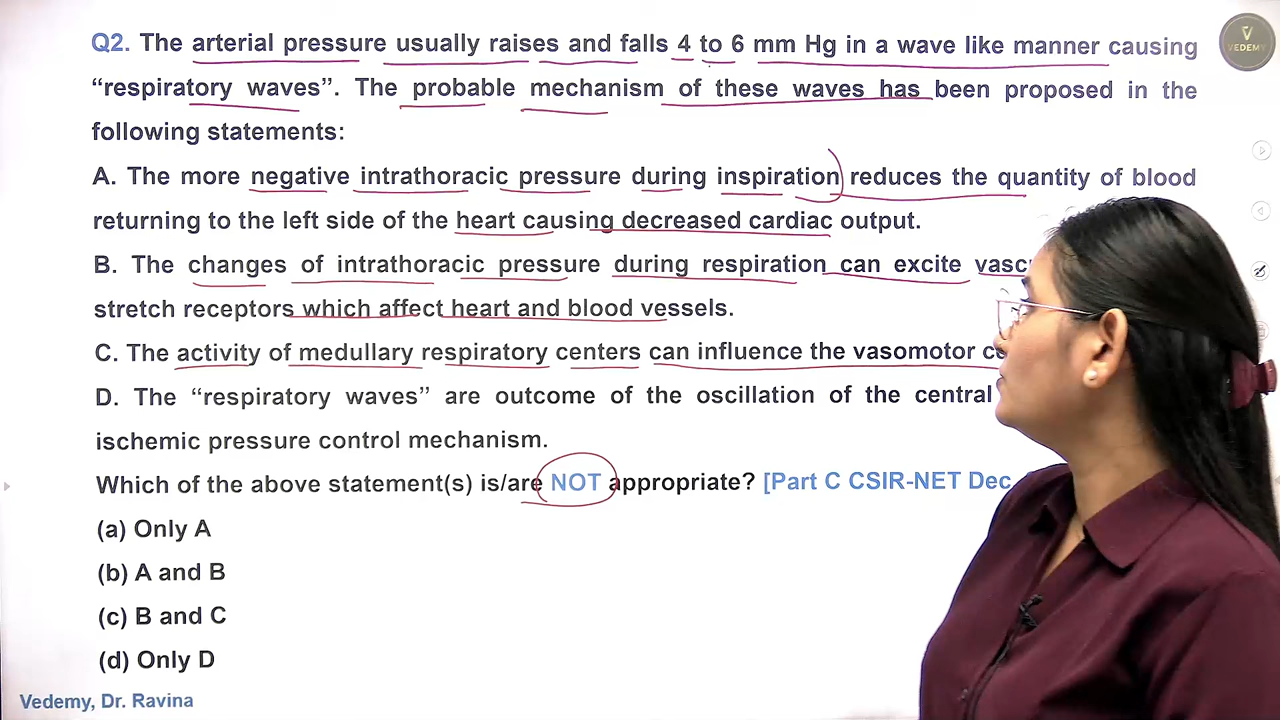 Q2. The arterial pressure usually raises and falls 4 to 6 mm Hg in a wave like manner causing
“respiratory waves”. The probable mechanism of these waves has been proposed in the
following statements:
A. The more negative intrathoracic pressure during inspiration reduces the quantity of blood
returning to the left side of the heart causing decreased cardiac output.
B. The changes of intrathoracic pressure during respiration can excite
stretch receptors which affect heart and blood vessels.
C. The activity of medullary respiratory centers can influence the vasomotor
D. The “respiratory waves” are outcome of the oscillation of the central
ischemic pressure control mechanism.
Which of the above statement(s) is/are NOT appropriate? [Part C CSIR-NET Dec
(a) Only A
(b) A and B
(c) B and C
(d) Only D
Vedemy, Dr. Ravina
VEDEMY